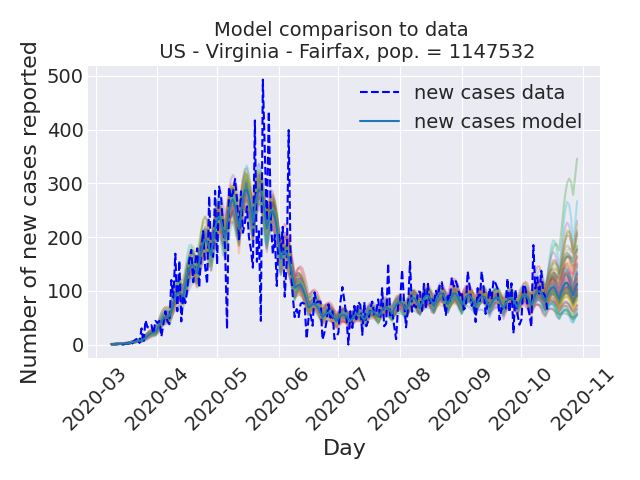 Model comparison to data
US - Virginia - Fairfax, pop. = 1147532
new cases data
new cases model
Number of new cases reported
500
400
300
200
100
0
2020-03
2020-04
2020-05
2020-06
2020-07
2020-08
2020-09
2020-10
2020-11
Day